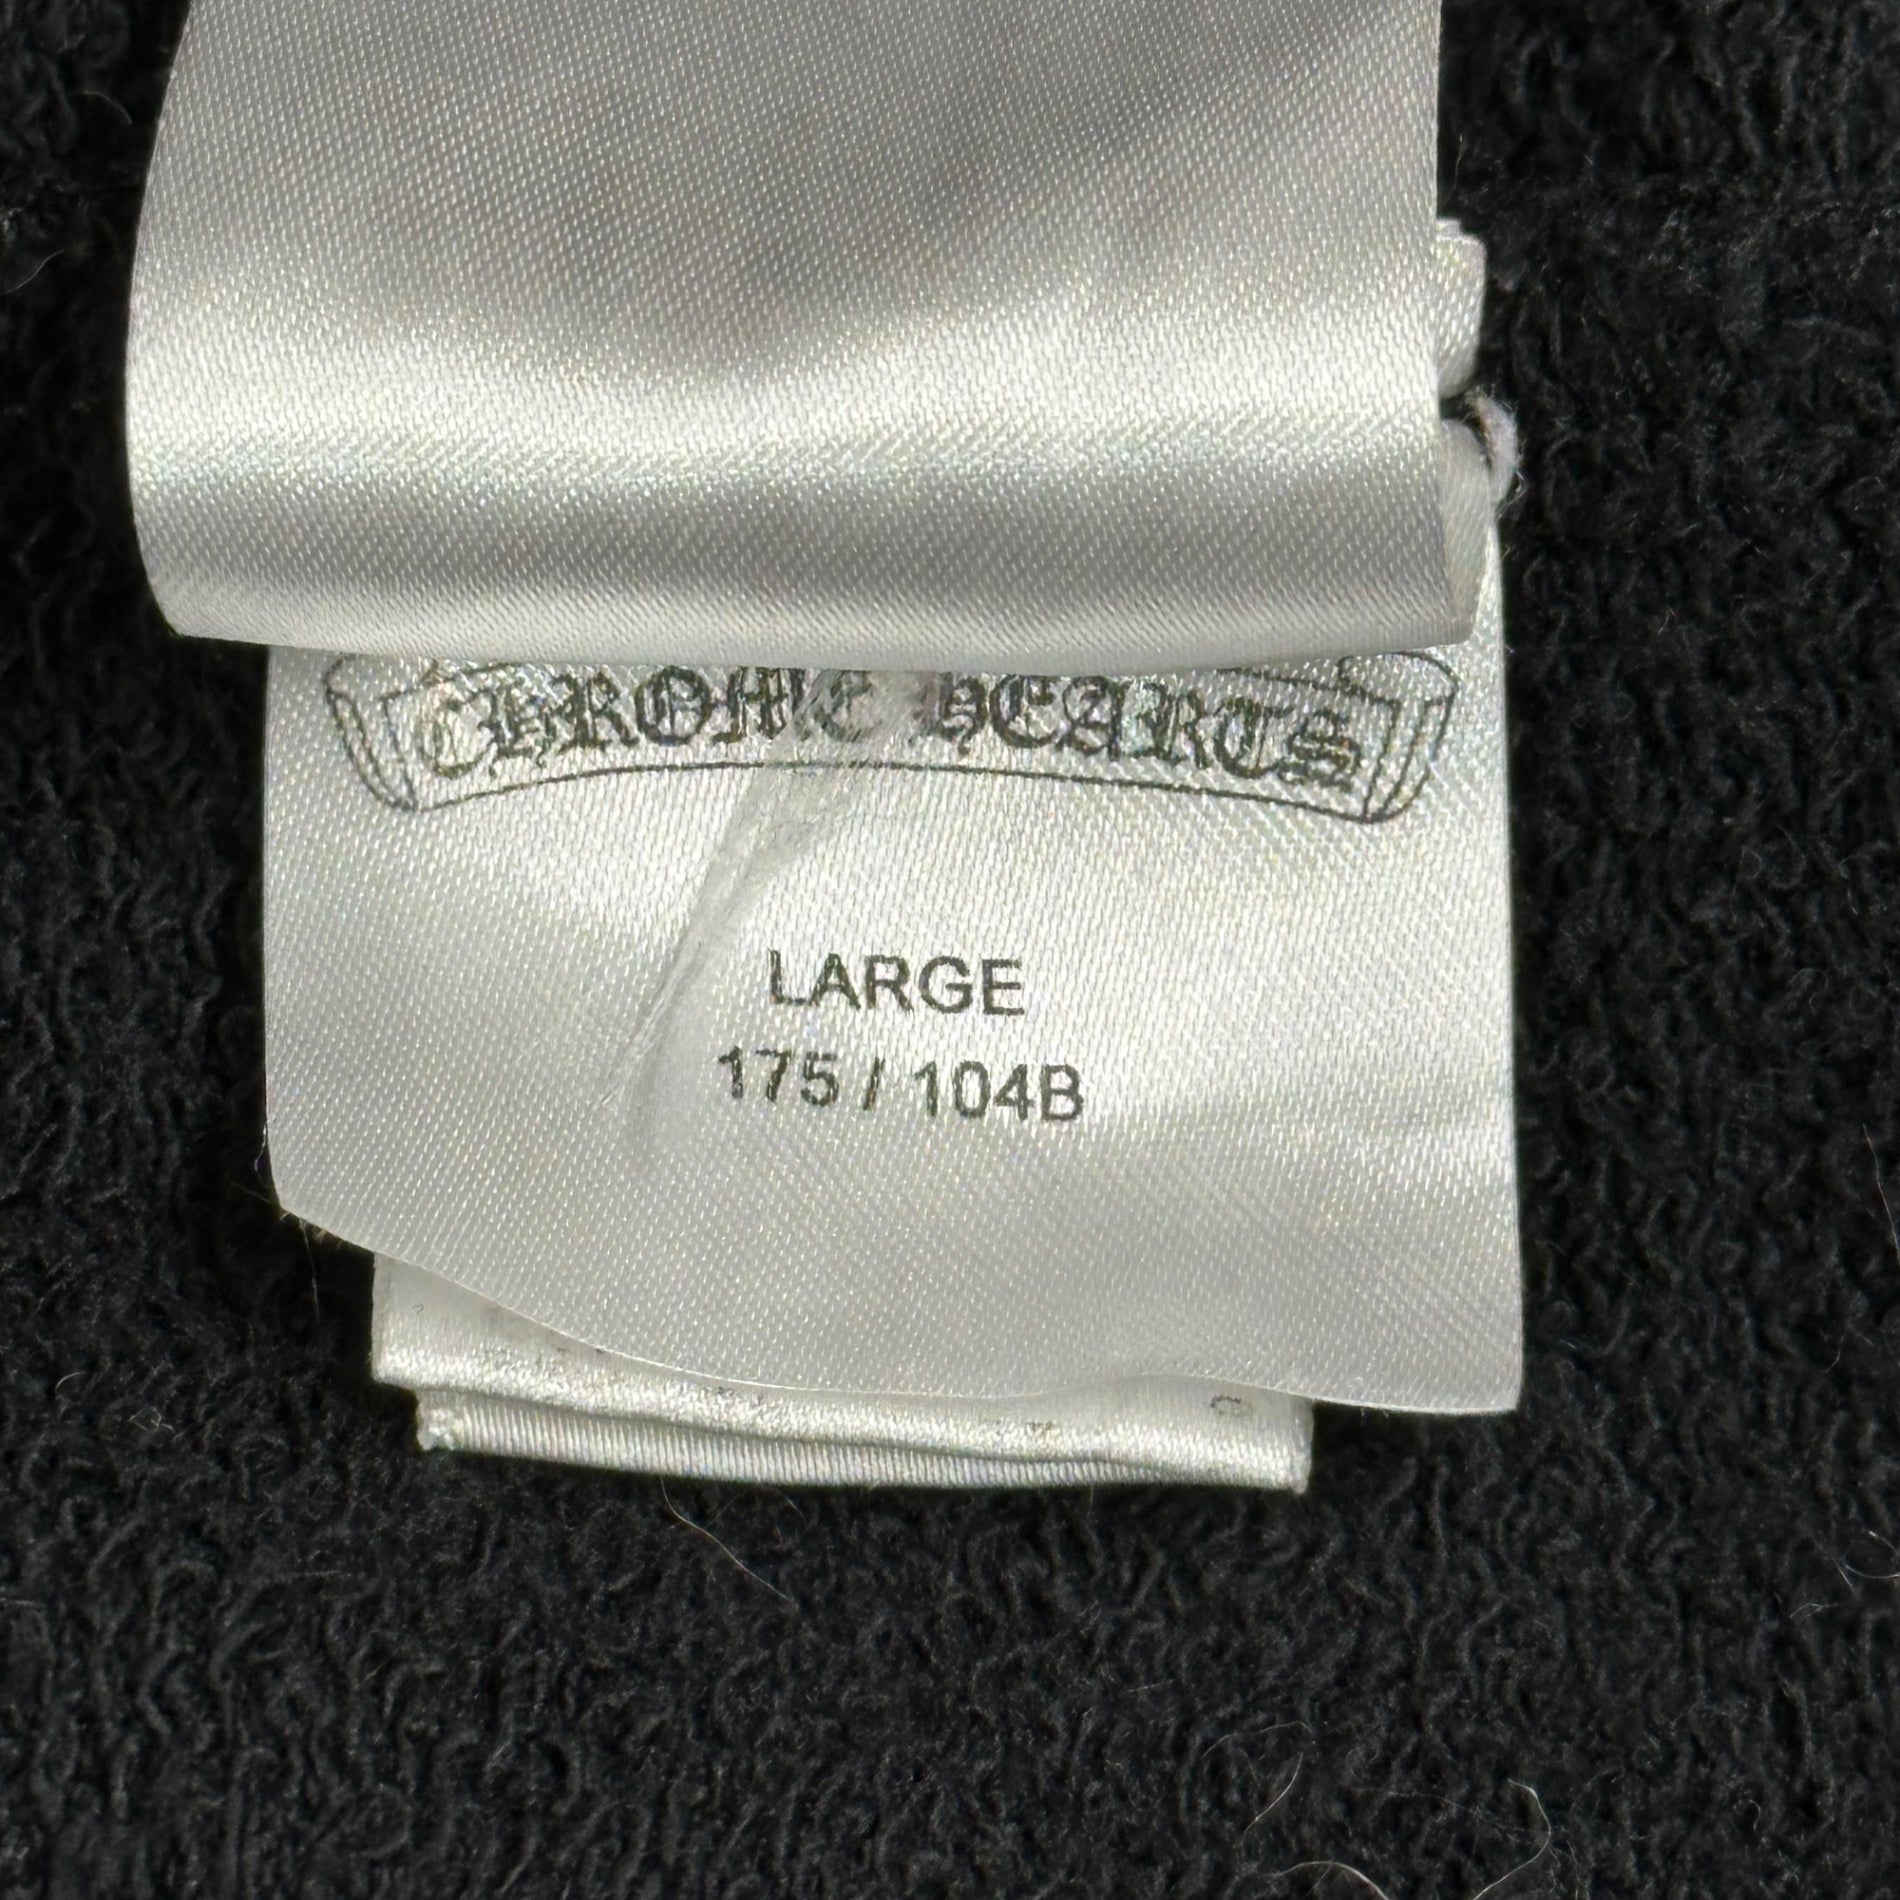 CHROME HEARTS
LARGE
175 / 104B